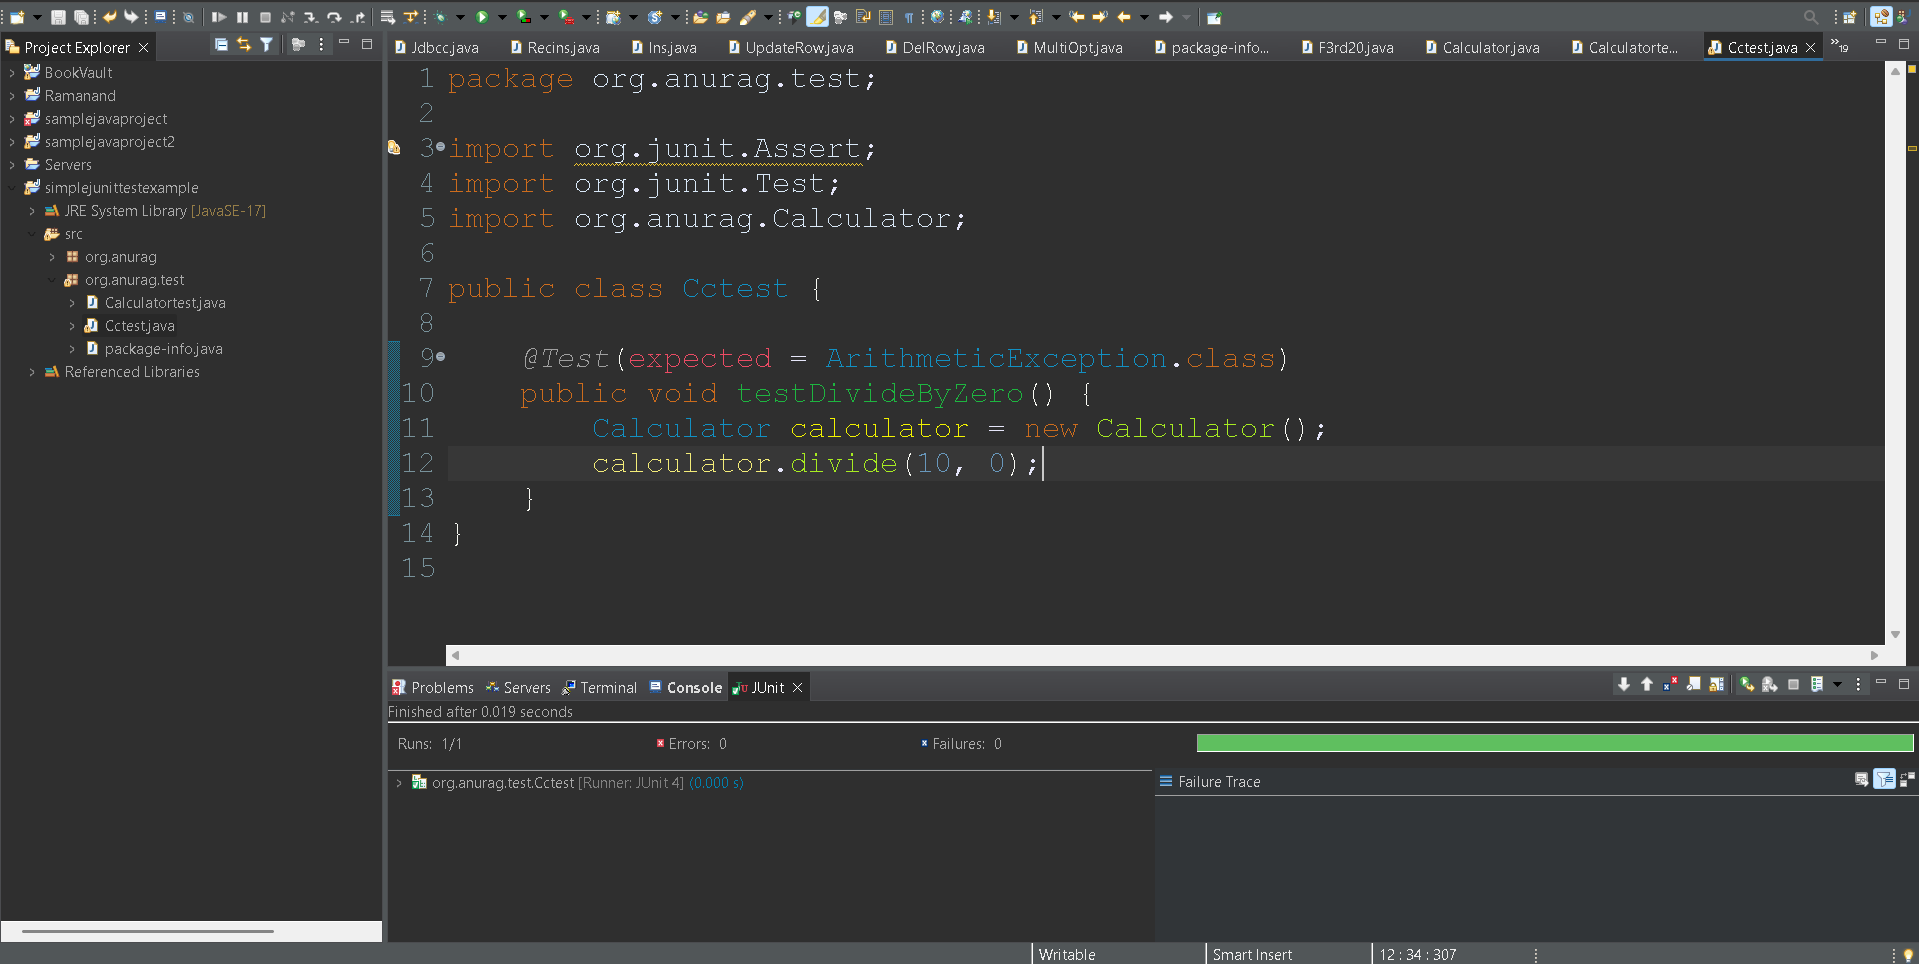 Project Explorer
BookVault
Ramanand
samplejavaproject
samplejavaproject2
Servers
simplejunittestexample
JRE System Library [JavaSE-17]
src
org.anurag
org.anurag.test
Calculatortest.java
Cctest.java
package-info.java
Referenced Libraries
Jdbcc.java Recins.java Ins.java UpdateRow.java DelRow.java MultiOpt.java package-info... F3rd20.java Calculator.java Calculatorte... Cctest.java »19
1 package org.anurag.test;
2
3 import org.junit.Assert;
4 import org.junit.Test;
5 import org.anurag.Calculator;
6
7 public class Cctest {
8
9 @Test(expected = ArithmeticException.class)
10 public void testDivideByZero() {
11 Calculator calculator = new Calculator();
12 calculator.divide(10, 0);
13 }
14 }
15
Problems Servers Terminal Console JUnit
Finished after 0.019 seconds
Runs: 1/1 Errors: 0 Failures: 0
org.anurag.test.Cctest [Runner: JUnit 4] (0.000 s)
Failure Trace
Writable Smart Insert 12 : 34 : 307